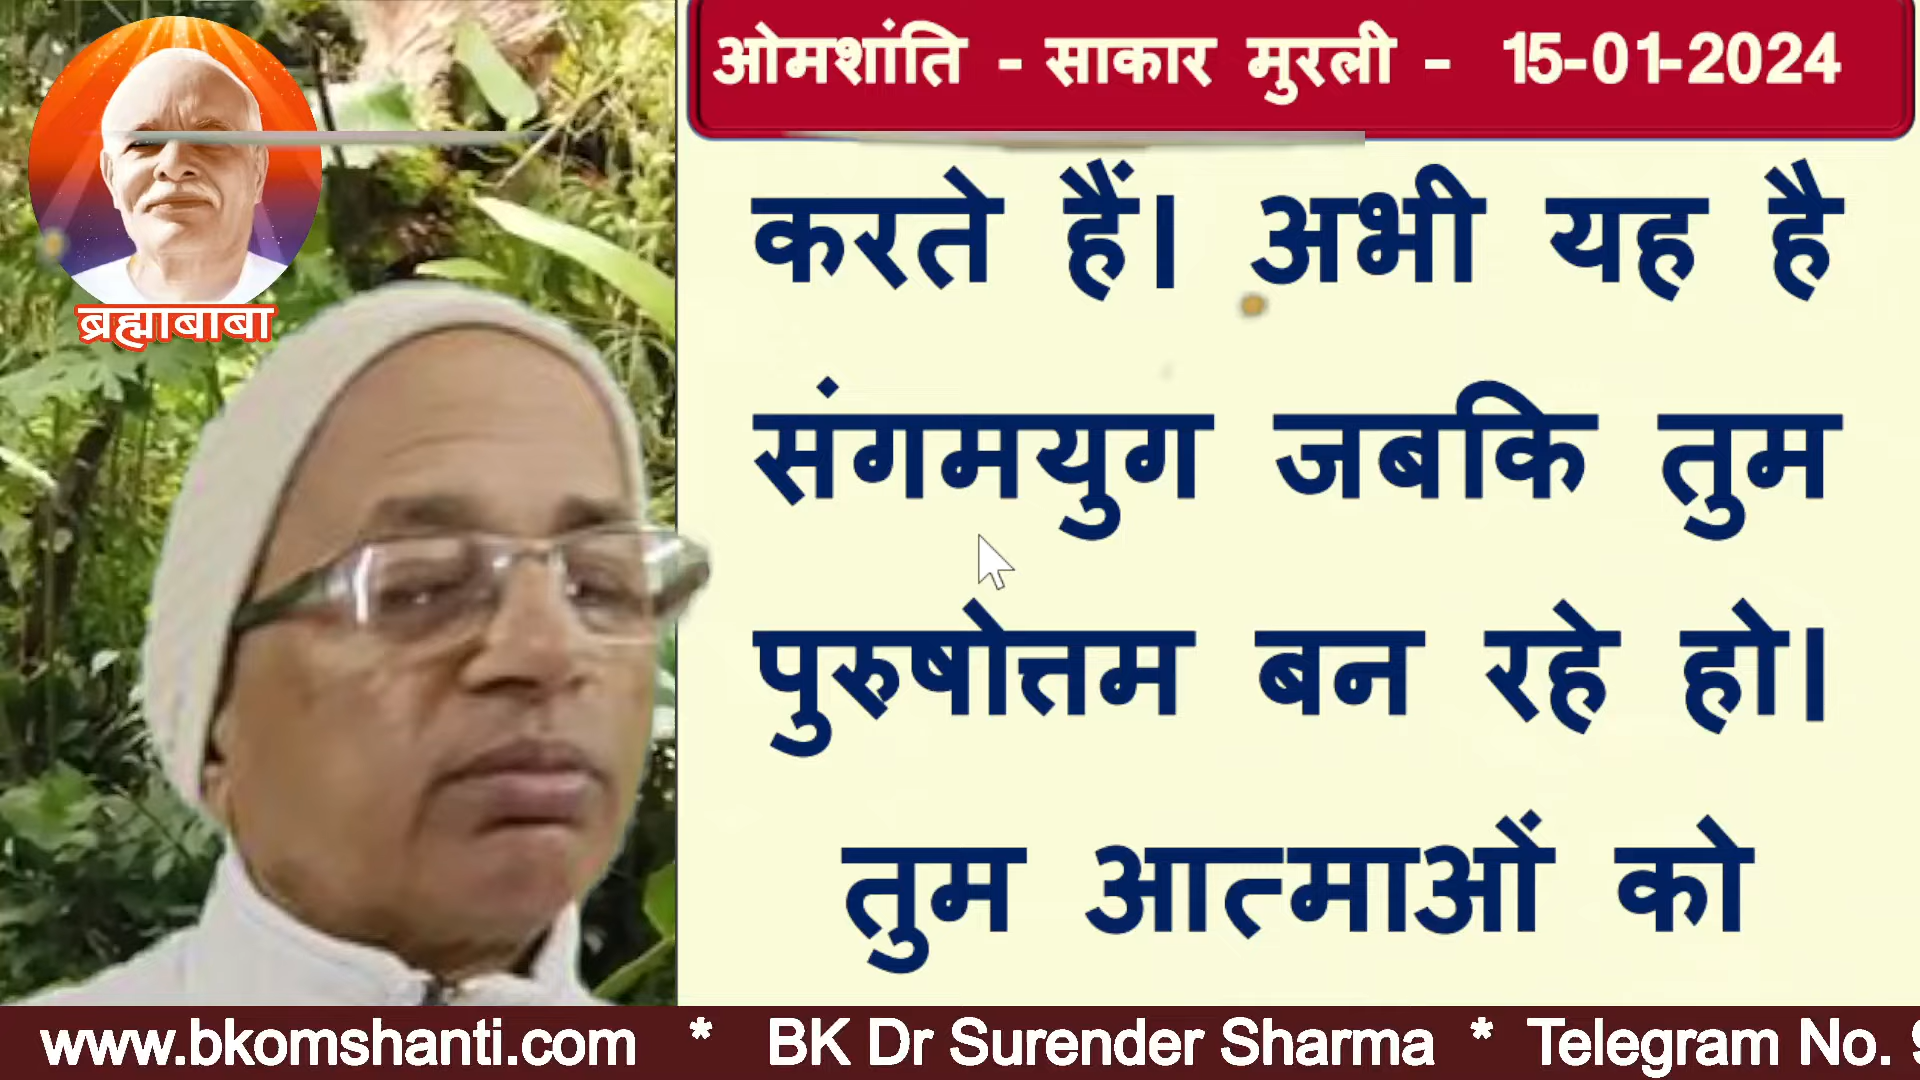 ओमशांति - साकार मुरली - 15-01-2024
ब्रह्माबाबा
करते हैं। अभी यह है
संगमयुग जबकि तुम
पुरुषोत्तम बन रहे हो।
तुम आत्माओं को
www.bkomshanti.com * BK Dr Surender Sharma * Telegram No. 9